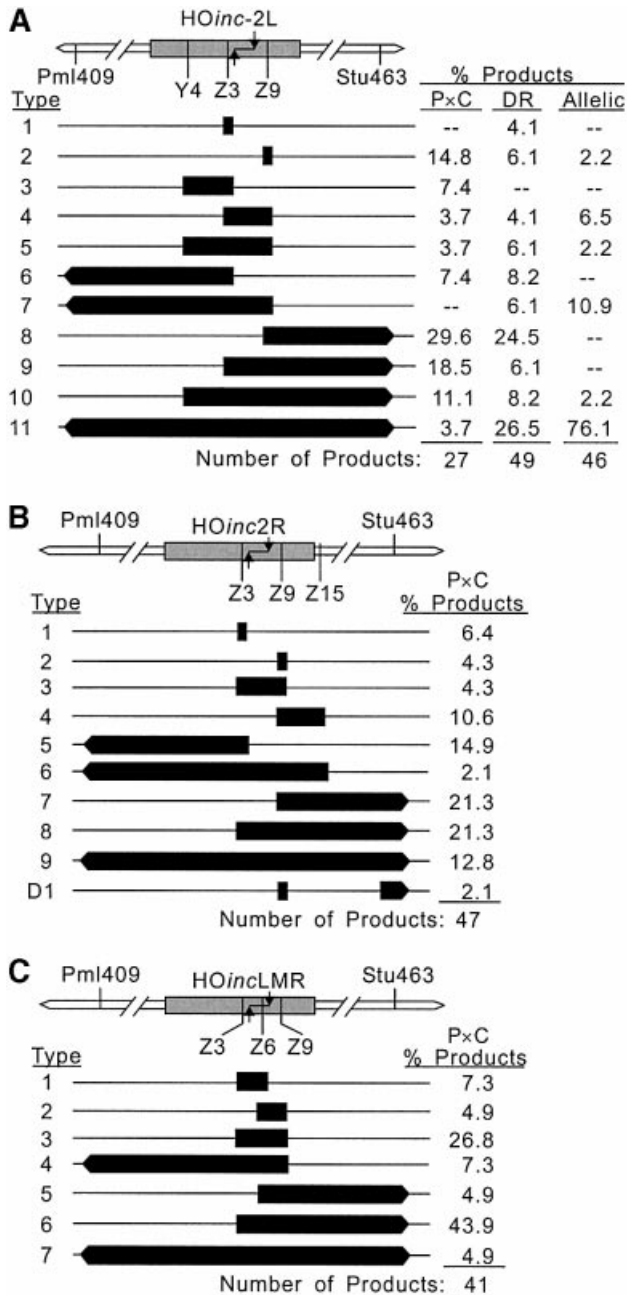 A
HOinc-2L
Pml409
Stu463
Y4 Z3 Z9
% Products
Type P×C DR Allelic
1 -- 4.1 --
2 14.8 6.1 2.2
3 7.4 -- --
4 3.7 4.1 6.5
5 3.7 6.1 2.2
6 7.4 8.2 --
7 -- 6.1 10.9
8 29.6 24.5 --
9 18.5 6.1 --
10 11.1 8.2 2.2
11 3.7 26.5 76.1
Number of Products: 27 49 46
B
Pml409 HOinc2R Stu463
Z3 Z9 Z15
P×C
Type % Products
1 6.4
2 4.3
3 4.3
4 10.6
5 14.9
6 2.1
7 21.3
8 21.3
9 12.8
D1 2.1
Number of Products: 47
C
Pml409 HOincLMR Stu463
Z3 Z6 Z9
P×C
Type % Products
1 7.3
2 4.9
3 26.8
4 7.3
5 4.9
6 43.9
7 4.9
Number of Products: 41